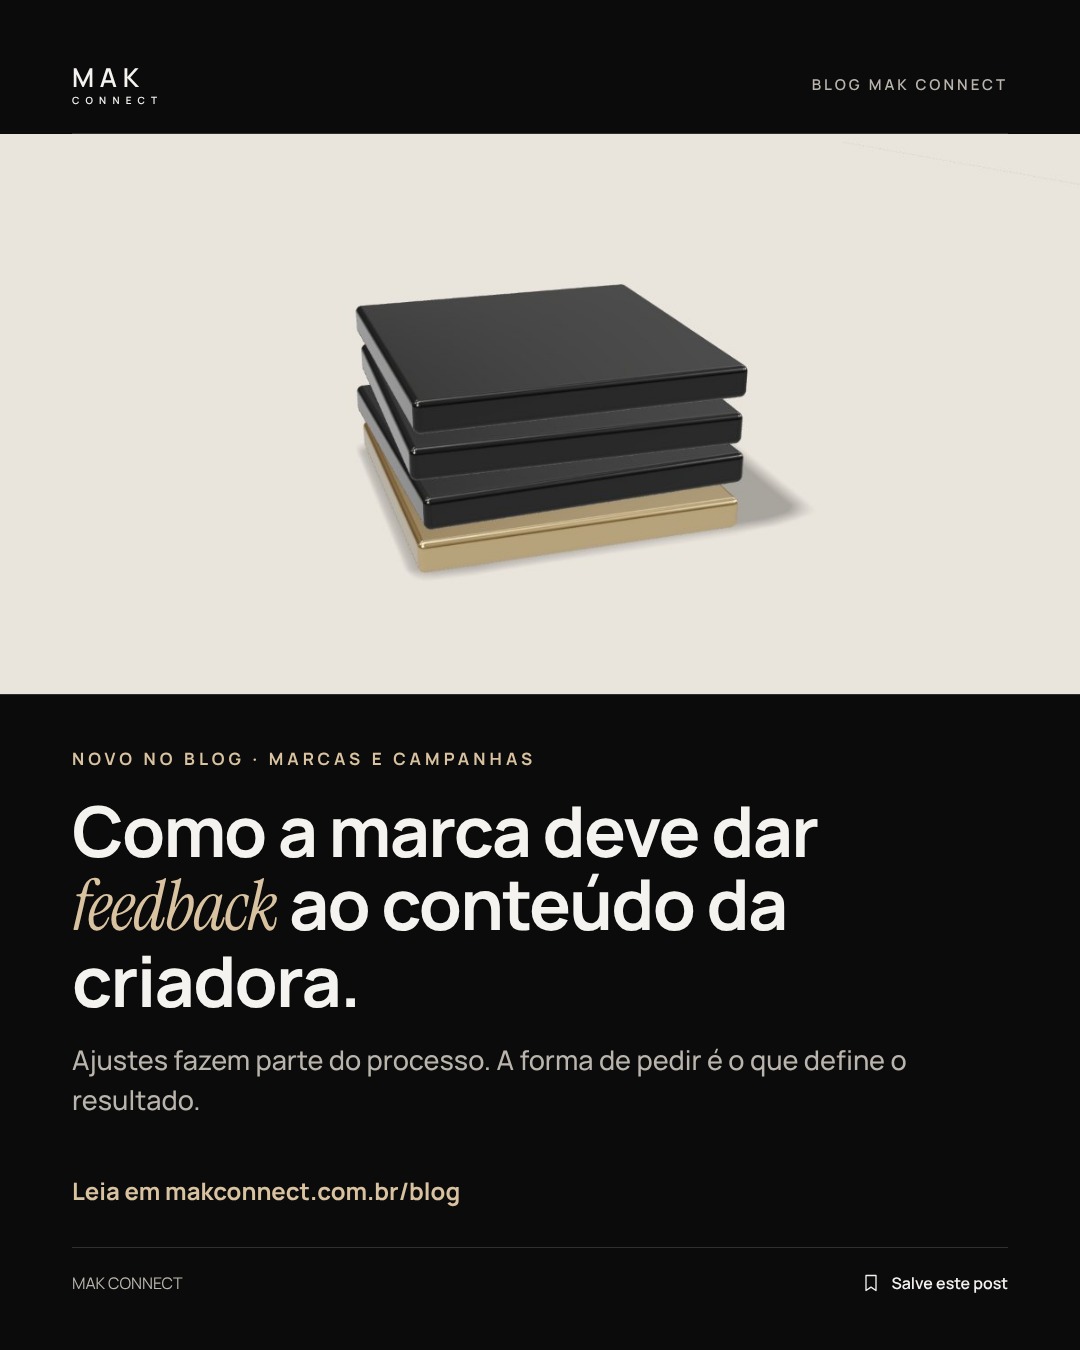 MAK
CONNECT
BLOG MAK CONNECT
NOVO NO BLOG · MARCAS E CAMPANHAS
Como a marca deve dar
feedback ao conteúdo da
criadora.
Ajustes fazem parte do processo. A forma de pedir é o que define o
resultado.
Leia em makconnect.com.br/blog
MAK CONNECT
Salve este post